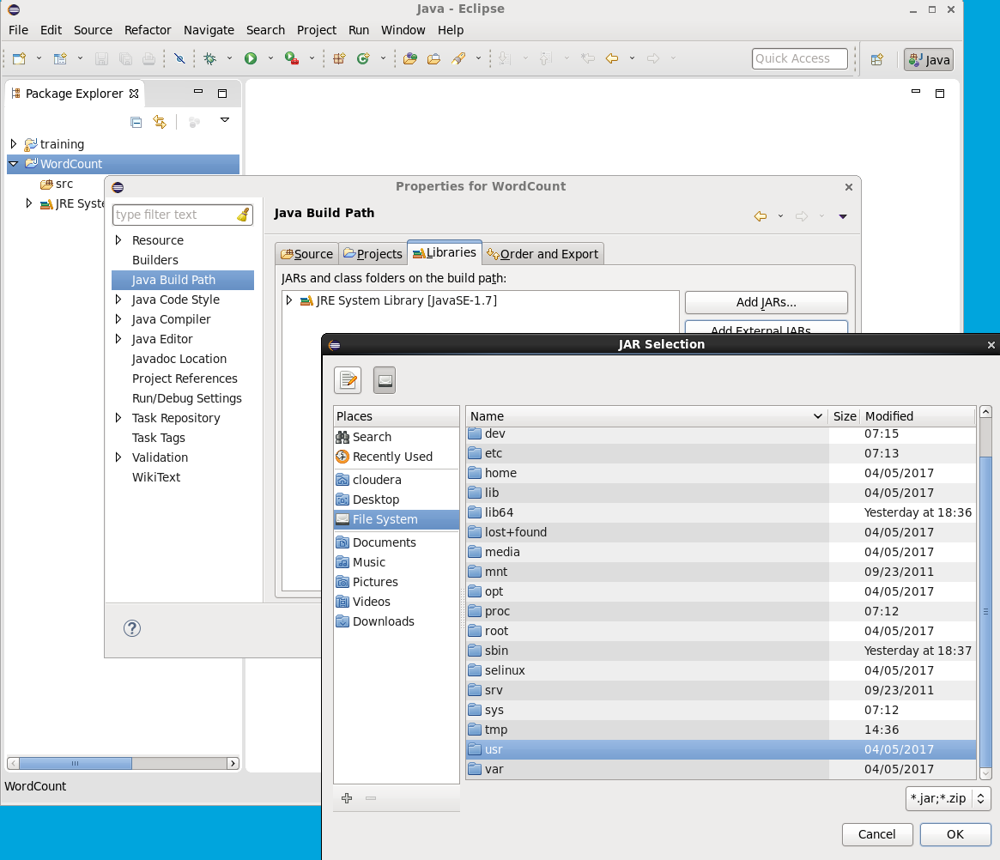 Java - Eclipse
File Edit Source Refactor Navigate Search Project Run Window Help
Quick Access
Java
Package Explorer
training
WordCount
src
JRE Syste
Properties for WordCount
type filter text
Resource
Builders
Java Build Path
Java Code Style
Java Compiler
Java Editor
Javadoc Location
Project References
Run/Debug Settings
Task Repository
Task Tags
Validation
WikiText
Java Build Path
Source Projects Libraries Order and Export
JARs and class folders on the build path:
JRE System Library [JavaSE-1.7]
Add JARs...
Add External JARs...
JAR Selection
Places
Search
Recently Used
cloudera
Desktop
File System
Documents
Music
Pictures
Videos
Downloads
Name Size Modified
dev 07:15
etc 07:13
home 04/05/2017
lib 04/05/2017
lib64 Yesterday at 18:36
lost+found 04/05/2017
media 04/05/2017
mnt 09/23/2011
opt 04/05/2017
proc 07:12
root 04/05/2017
sbin Yesterday at 18:37
selinux 04/05/2017
srv 09/23/2011
sys 07:12
tmp 14:36
usr 04/05/2017
var 04/05/2017
*.jar;*.zip
Cancel OK
WordCount